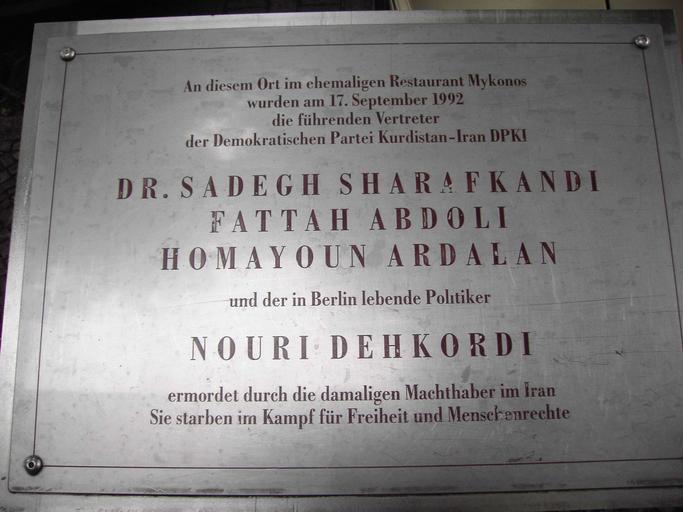 An diesem Ort im ehemaligen Restaurant Mykonos
wurden am 17. September 1992
die führenden Vertreter
der Demokratischen Partei Kurdistan-Iran DPKI
DR. SADEGH SHARAFKANDI
FATTAH ABDOLI
HOMAYOUN ARDALAN
und der in Berlin lebende Politiker
NOURI DEHKORDI
ermordet durch die damaligen Machthaber im Iran
Sie starben im Kampf für Freiheit und Menschenrechte